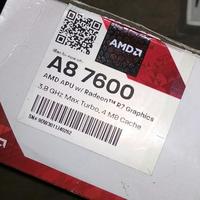 AMD
A8 7600
AMD APU w/ Radeon™ R7 Graphics
3.8 GHz Max Turbo, 4 MB Cache